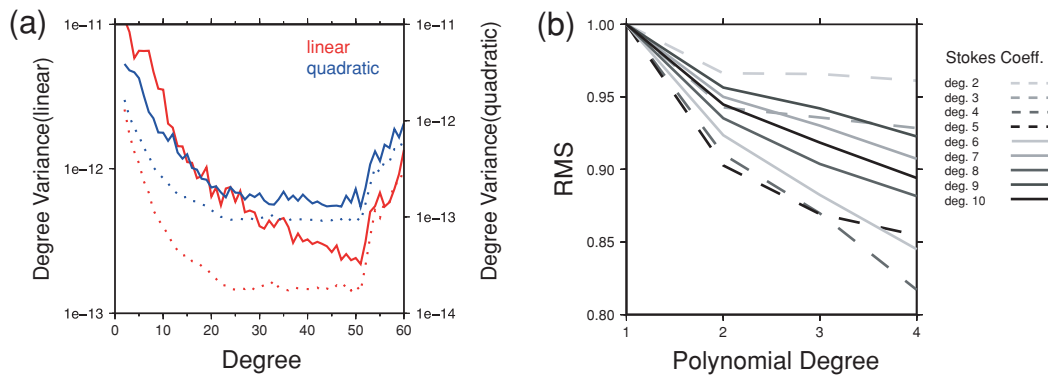 (a)
Degree Variance(linear)
1e−11
1e−12
1e−13
linear
quadratic
1e−11
1e−12
1e−13
1e−14
Degree Variance(quadratic)
0 10 20 30 40 50 60
Degree
(b)
RMS
1.00
0.95
0.90
0.85
0.80
1 2 3 4
Polynomial Degree
Stokes Coeff.
deg. 2
deg. 3
deg. 4
deg. 5
deg. 6
deg. 7
deg. 8
deg. 9
deg. 10